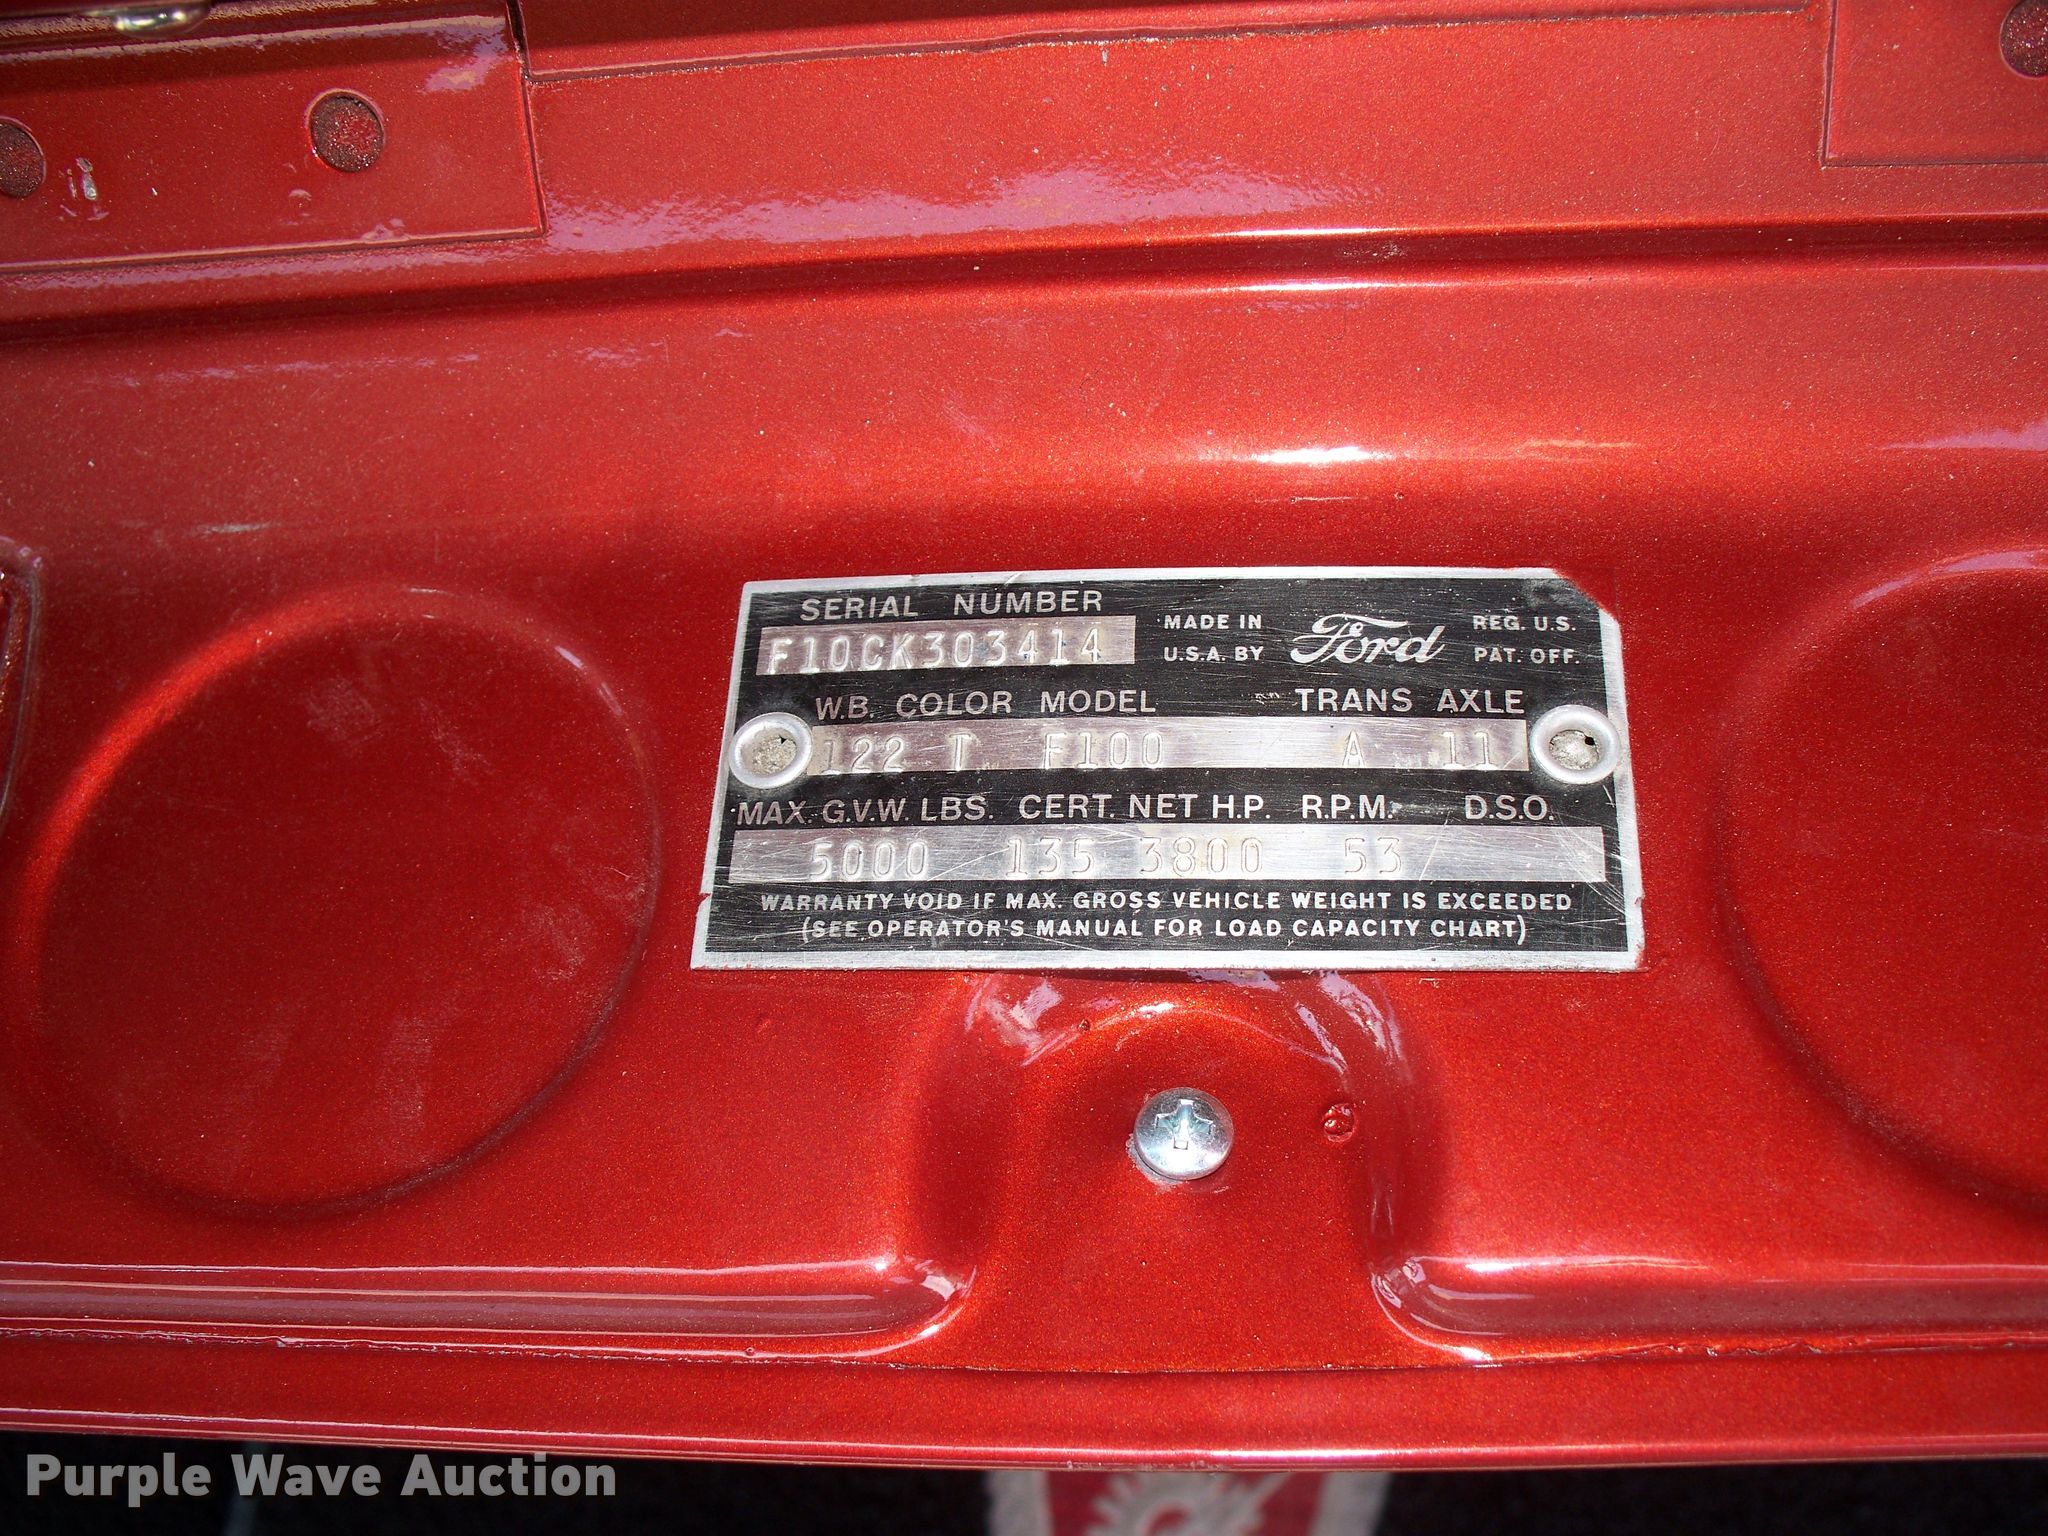 SERIAL NUMBER
F10CK303414
MADE IN
U.S.A. BY
Ford
REG. U.S.
PAT. OFF.
W.B. COLOR MODEL TRANS AXLE
122 T F100 A 11
MAX. G.V.W. LBS. CERT. NET H.P. R.P.M. D.S.O.
5000 135 3800 53
WARRANTY VOID IF MAX. GROSS VEHICLE WEIGHT IS EXCEEDED
(SEE OPERATOR'S MANUAL FOR LOAD CAPACITY CHART)
Purple Wave Auction